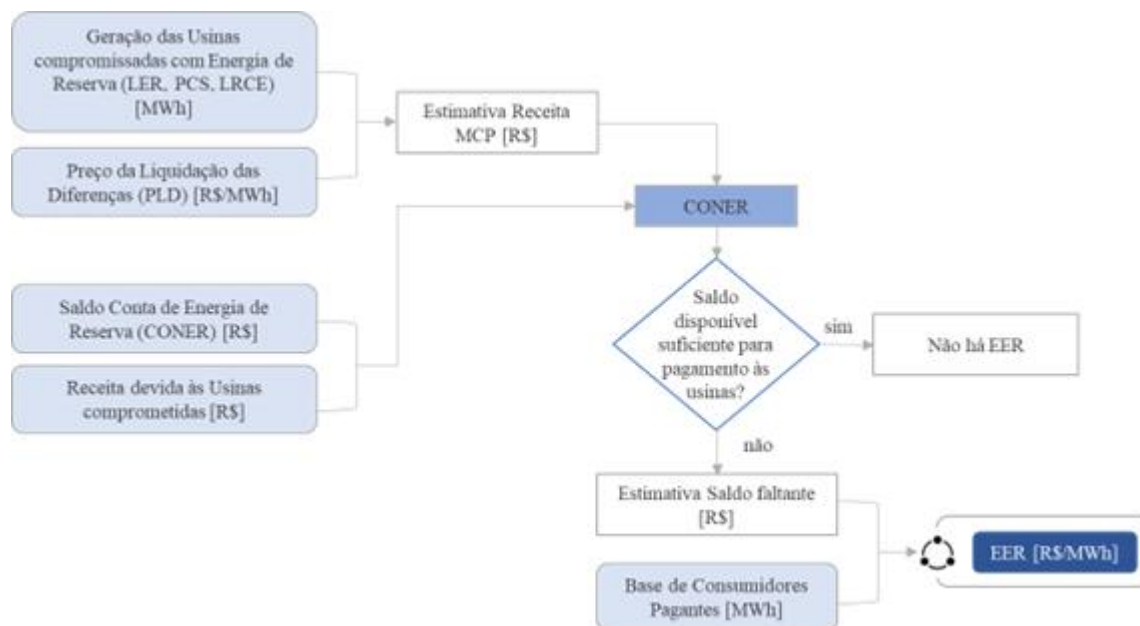 Geração das Usinas
compromissadas com Energia de
Reserva (LER, PCS, LRCE)
[MWh]
Estimativa Receita
MCP [R$]
Preço da Liquidação das
Diferenças (PLD) [R$/MWh]
CONER
Saldo Conta de Energia de
Reserva (CONER) [R$]
Receita devida às Usinas
comprometidas [R$]
Saldo
disponível
suficiente para
pagamento às
usinas?
sim
Não há EER
não
Estimativa Saldo faltante
[R$]
Base de Consumidores
Pagantes [MWh]
EER [R$/MWh]